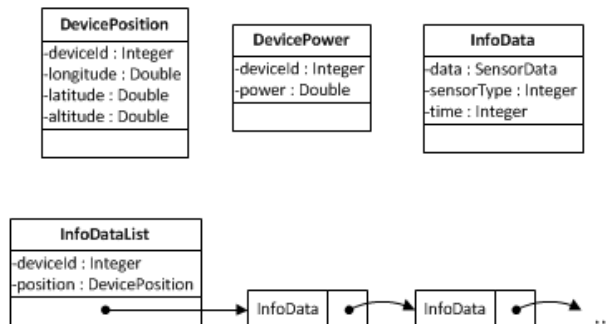 DevicePosition
-deviceId : Integer
-longitude : Double
-latitude : Double
-altitude : Double
DevicePower
-deviceId : Integer
-power : Double
InfoData
-data : SensorData
-sensorType : Integer
-time : Integer
InfoDataList
-deviceId : Integer
-position : DevicePosition
InfoData
InfoData